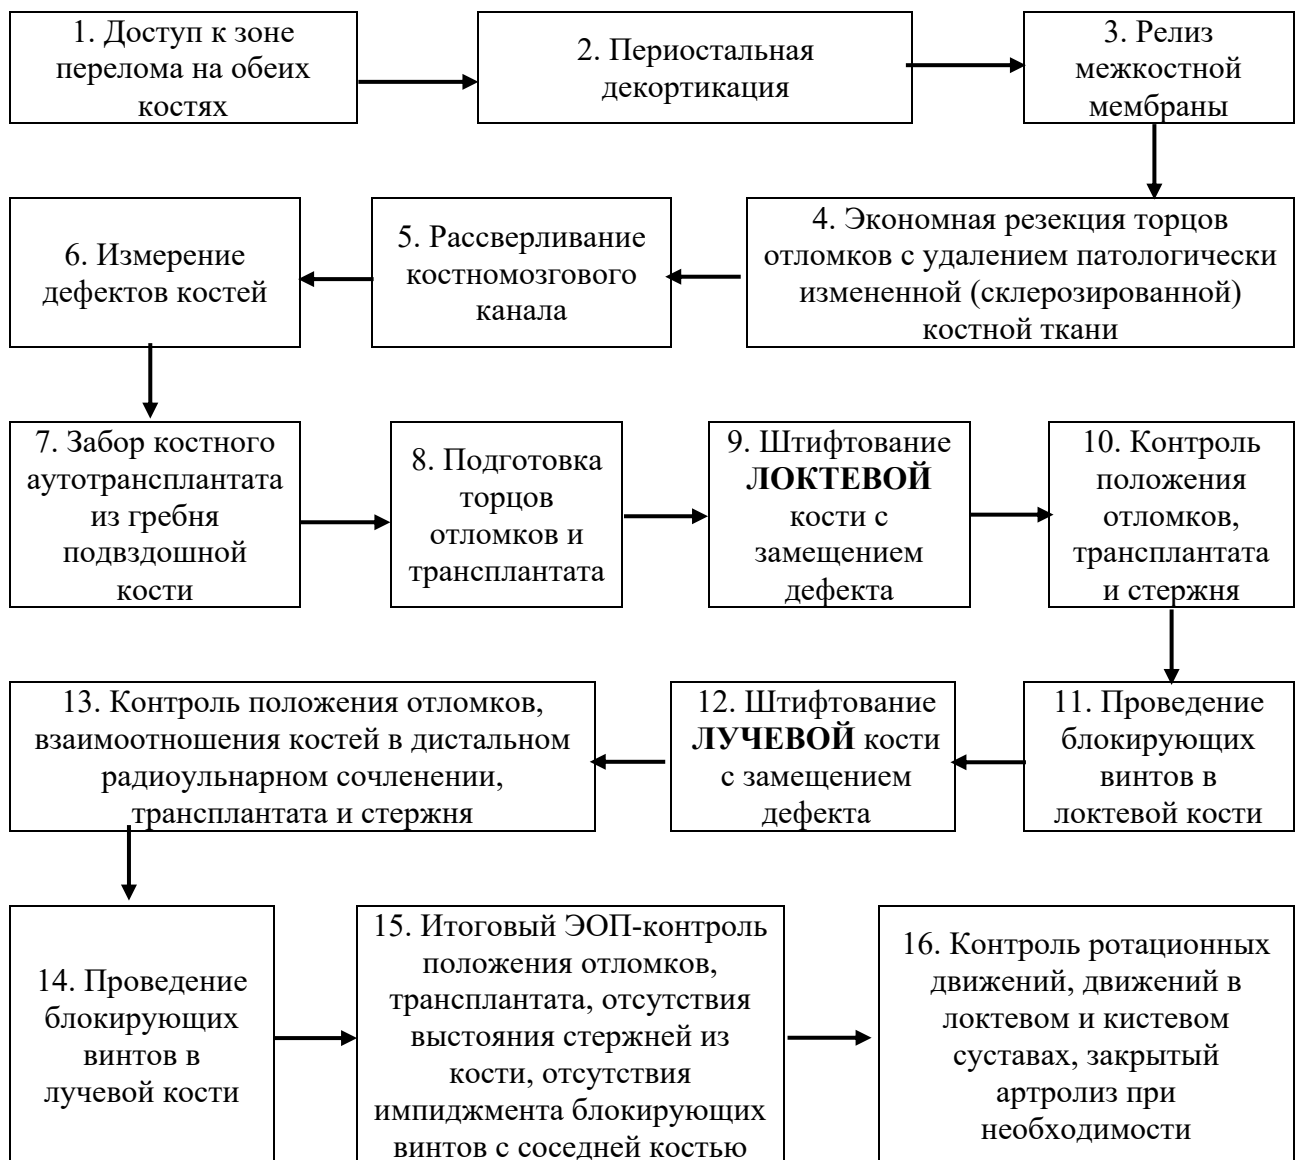 1. Доступ к зоне
перелома на обеих
костях
2. Периостальная
декортикация
3. Релиз
межкостной
мембраны
4. Экономная резекция торцов
отломков с удалением патологически
измененной (склерозированной)
костной ткани
5. Рассверливание
костномозгового
канала
6. Измерение
дефектов костей
7. Забор костного
аутотрансплантата
из гребня
подвздошной
кости
8. Подготовка
торцов
отломков и
трансплантата
9. Штифтование
ЛОКТЕВОЙ
кости с
замещением
дефекта
10. Контроль
положения
отломков,
трансплантата
и стержня
11. Проведение
блокирующих
винтов в
локтевой кости
12. Штифтование
ЛУЧЕВОЙ кости
с замещением
дефекта
13. Контроль положения отломков,
взаимоотношения костей в дистальном
радиоульнарном сочленении,
трансплантата и стержня
14. Проведение
блокирующих
винтов в
лучевой кости
15. Итоговый ЭОП-контроль
положения отломков,
трансплантата, отсутствия
выстояния стержней из
кости, отсутствия
импиджмента блокирующих
винтов с соседней костью
16. Контроль ротационных
движений, движений в
локтевом и кистевом
суставах, закрытый
артролиз при
необходимости